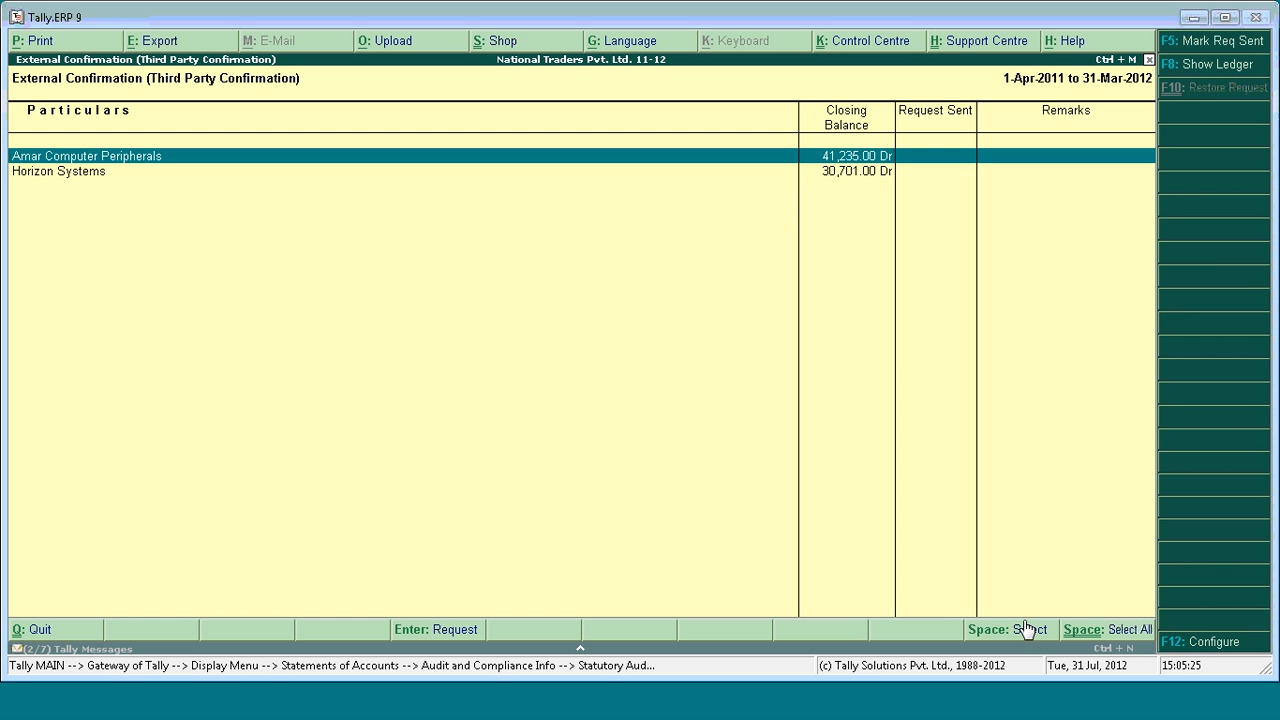 Tally.ERP 9
P: Print E: Export M: E-Mail O: Upload S: Shop G: Language K: Keyboard K: Control Centre H: Support Centre H: Help
F5: Mark Req Sent
External Confirmation (Third Party Confirmation) National Traders Pvt. Ltd. 11-12 Ctrl + M
F8: Show Ledger
External Confirmation (Third Party Confirmation) 1-Apr-2011 to 31-Mar-2012
F10: Restore Request
Particulars Closing Balance Request Sent Remarks
Amar Computer Peripherals 41,235.00 Dr
Horizon Systems 30,701.00 Dr
Q: Quit Enter: Request Space: Select Space: Select All
F12: Configure
(2/7) Tally Messages Ctrl + N
Tally MAIN --> Gateway of Tally --> Display Menu --> Statements of Accounts --> Audit and Compliance Info --> Statutory Aud... (c) Tally Solutions Pvt. Ltd., 1988-2012 Tue, 31 Jul, 2012 15:05:25